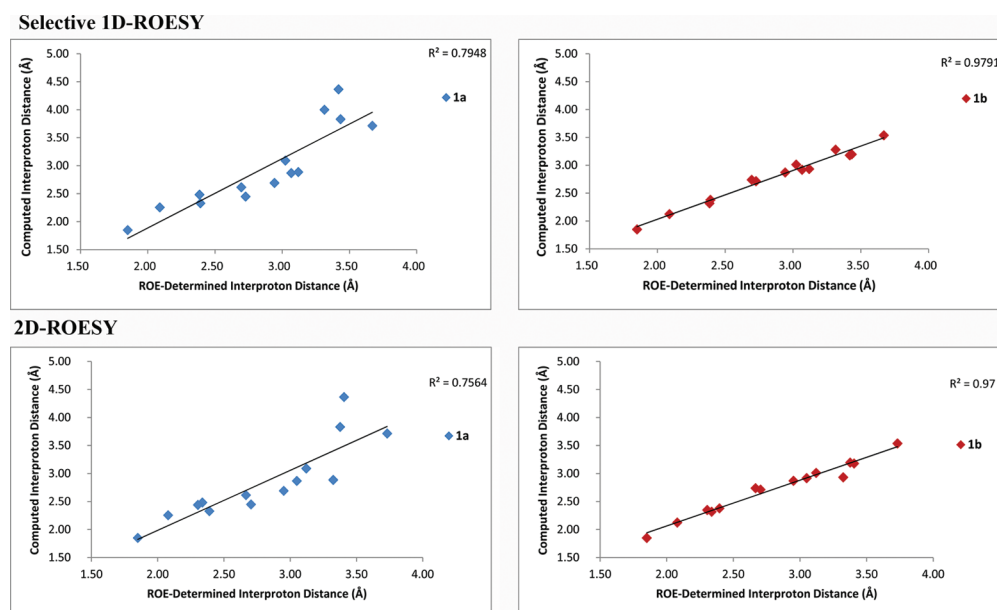 Selective 1D-ROESY
Computed Interproton Distance (Å)
5.00
4.50
4.00
3.50
3.00
2.50
2.00
1.50
1.50 2.00 2.50 3.00 3.50 4.00
ROE-Determined Interproton Distance (Å)
R² = 0.7948
1a
Computed Interproton Distance (Å)
5.00
4.50
4.00
3.50
3.00
2.50
2.00
1.50
1.50 2.00 2.50 3.00 3.50 4.00
ROE-Determined Interproton Distance (Å)
R² = 0.9791
1b
2D-ROESY
Computed Interproton Distance (Å)
5.00
4.50
4.00
3.50
3.00
2.50
2.00
1.50
1.50 2.00 2.50 3.00 3.50 4.00
ROE-Determined Interproton Distance (Å)
R² = 0.7564
1a
Computed Interproton Distance (Å)
5.00
4.50
4.00
3.50
3.00
2.50
2.00
1.50
1.50 2.00 2.50 3.00 3.50 4.00
ROE-Determined Interproton Distance (Å)
R² = 0.97
1b